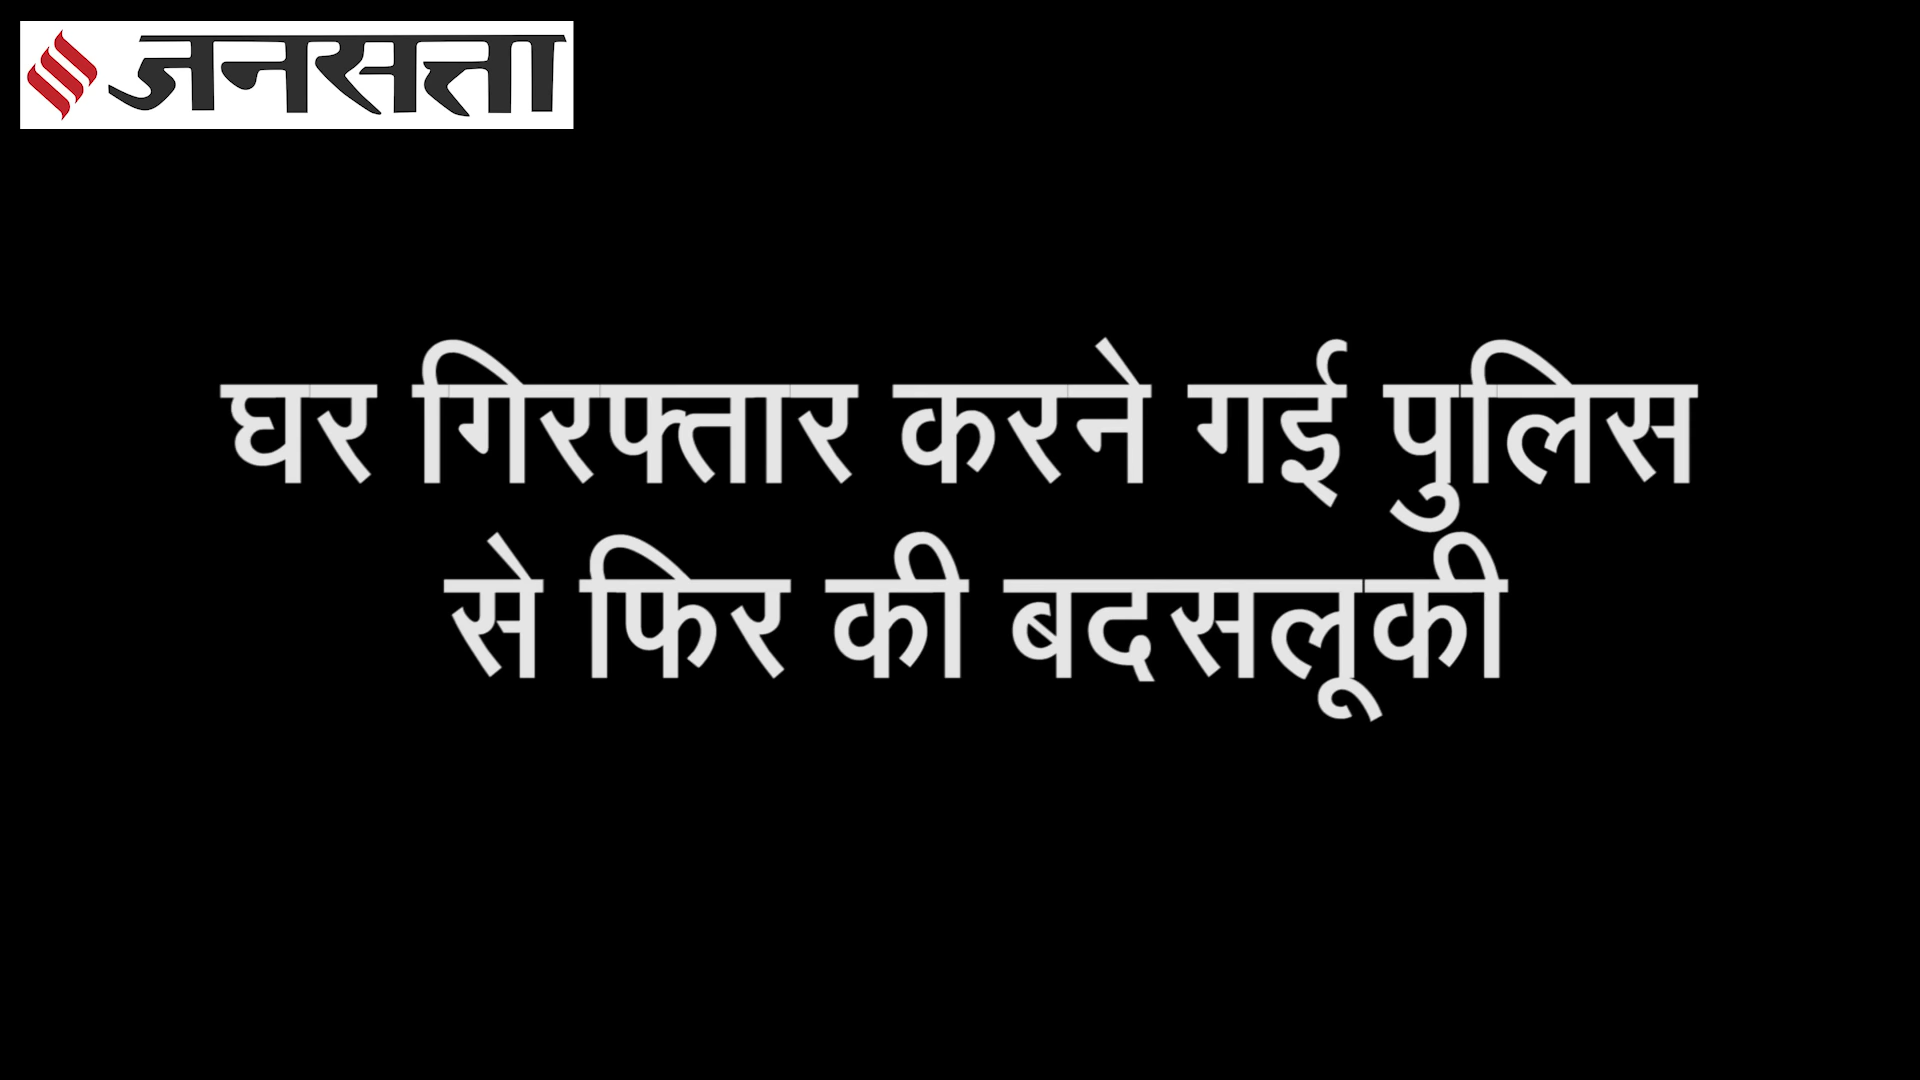 जनसत्ता
घर गिरफ्तार करने गई पुलिस
से फिर की बदसलूकी